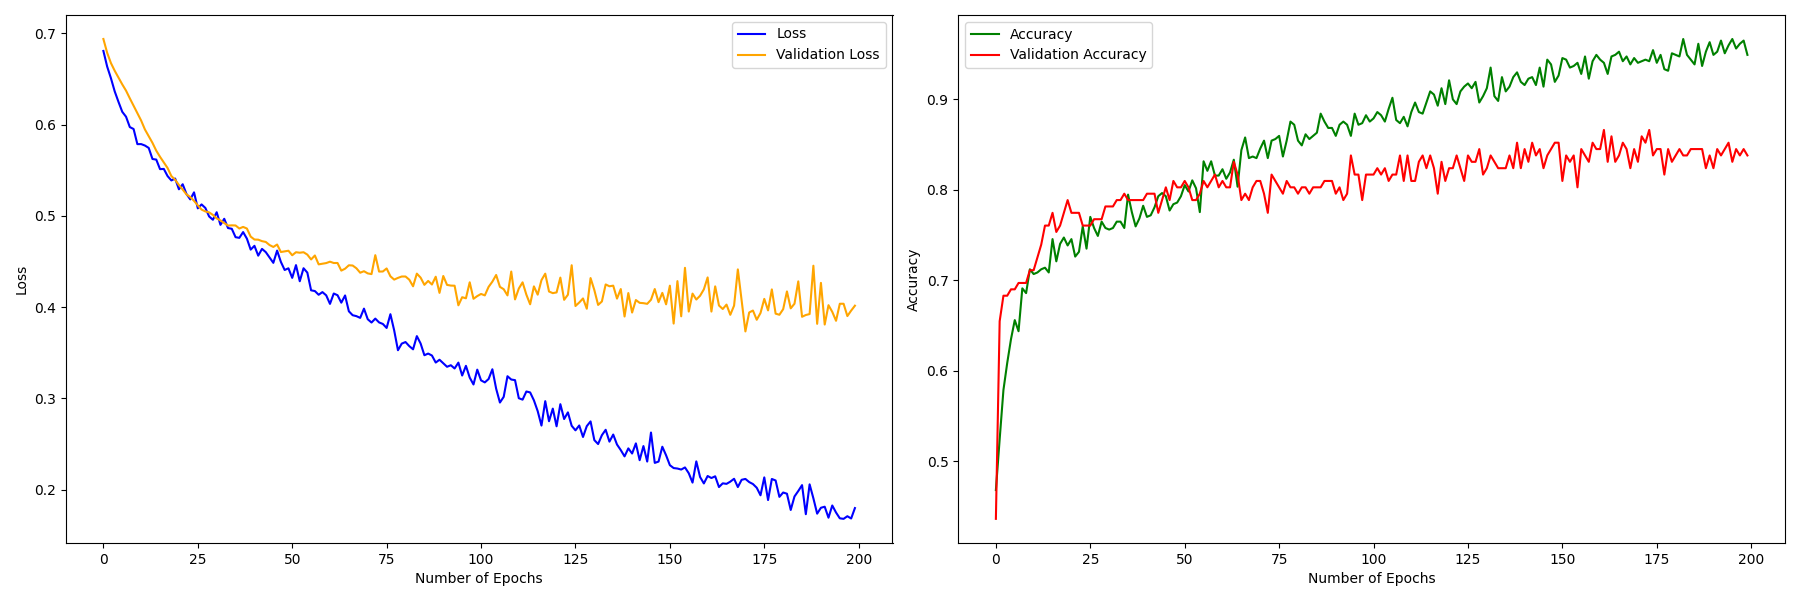 0.7
0.6
0.5
0.4
0.3
0.2
Loss
Loss
Validation Loss
0 25 50 75 100 125 150 175 200
Number of Epochs
0.9
0.8
0.7
0.6
0.5
Accuracy
Accuracy
Validation Accuracy
0 25 50 75 100 125 150 175 200
Number of Epochs